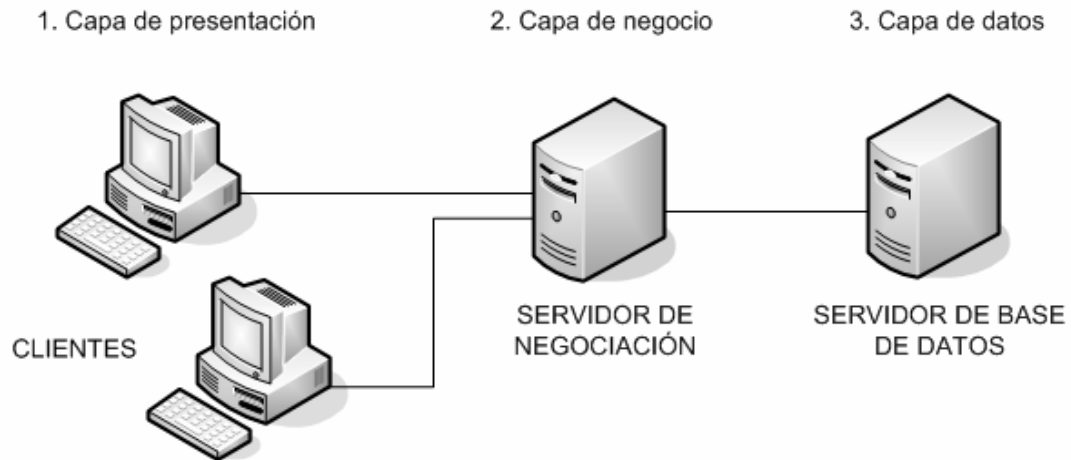 1. Capa de presentación
2. Capa de negocio
3. Capa de datos
CLIENTES
SERVIDOR DE
NEGOCIACIÓN
SERVIDOR DE BASE
DE DATOS